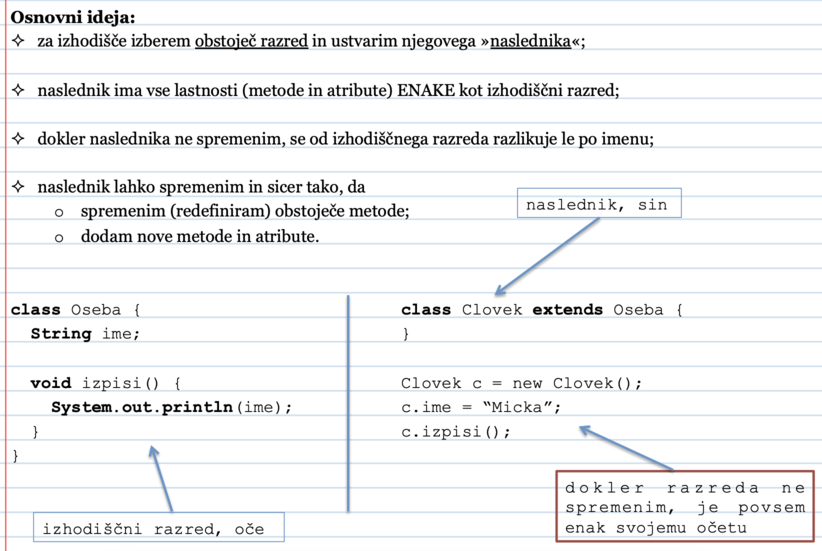 Osnovni ideja:
✧ za izhodišče izberem obstoječ razred in ustvarim njegovega »naslednika«;
✧ naslednik ima vse lastnosti (metode in atribute) ENAKE kot izhodiščni razred;
✧ dokler naslednika ne spremenim, se od izhodiščnega razreda razlikuje le po imenu;
✧ naslednik lahko spremenim in sicer tako, da
o spremenim (redefiniram) obstoječe metode;
o dodam nove metode in atribute.
naslednik, sin
class Oseba {
String ime;
void izpisi() {
System.out.println(ime);
}
}
izhodiščni razred, oče
class Clovek extends Oseba {
}
Clovek c = new Clovek();
c.ime = “Micka”;
c.izpisi();
dokler razreda ne
spremenim, je povsem
enak svojemu očetu